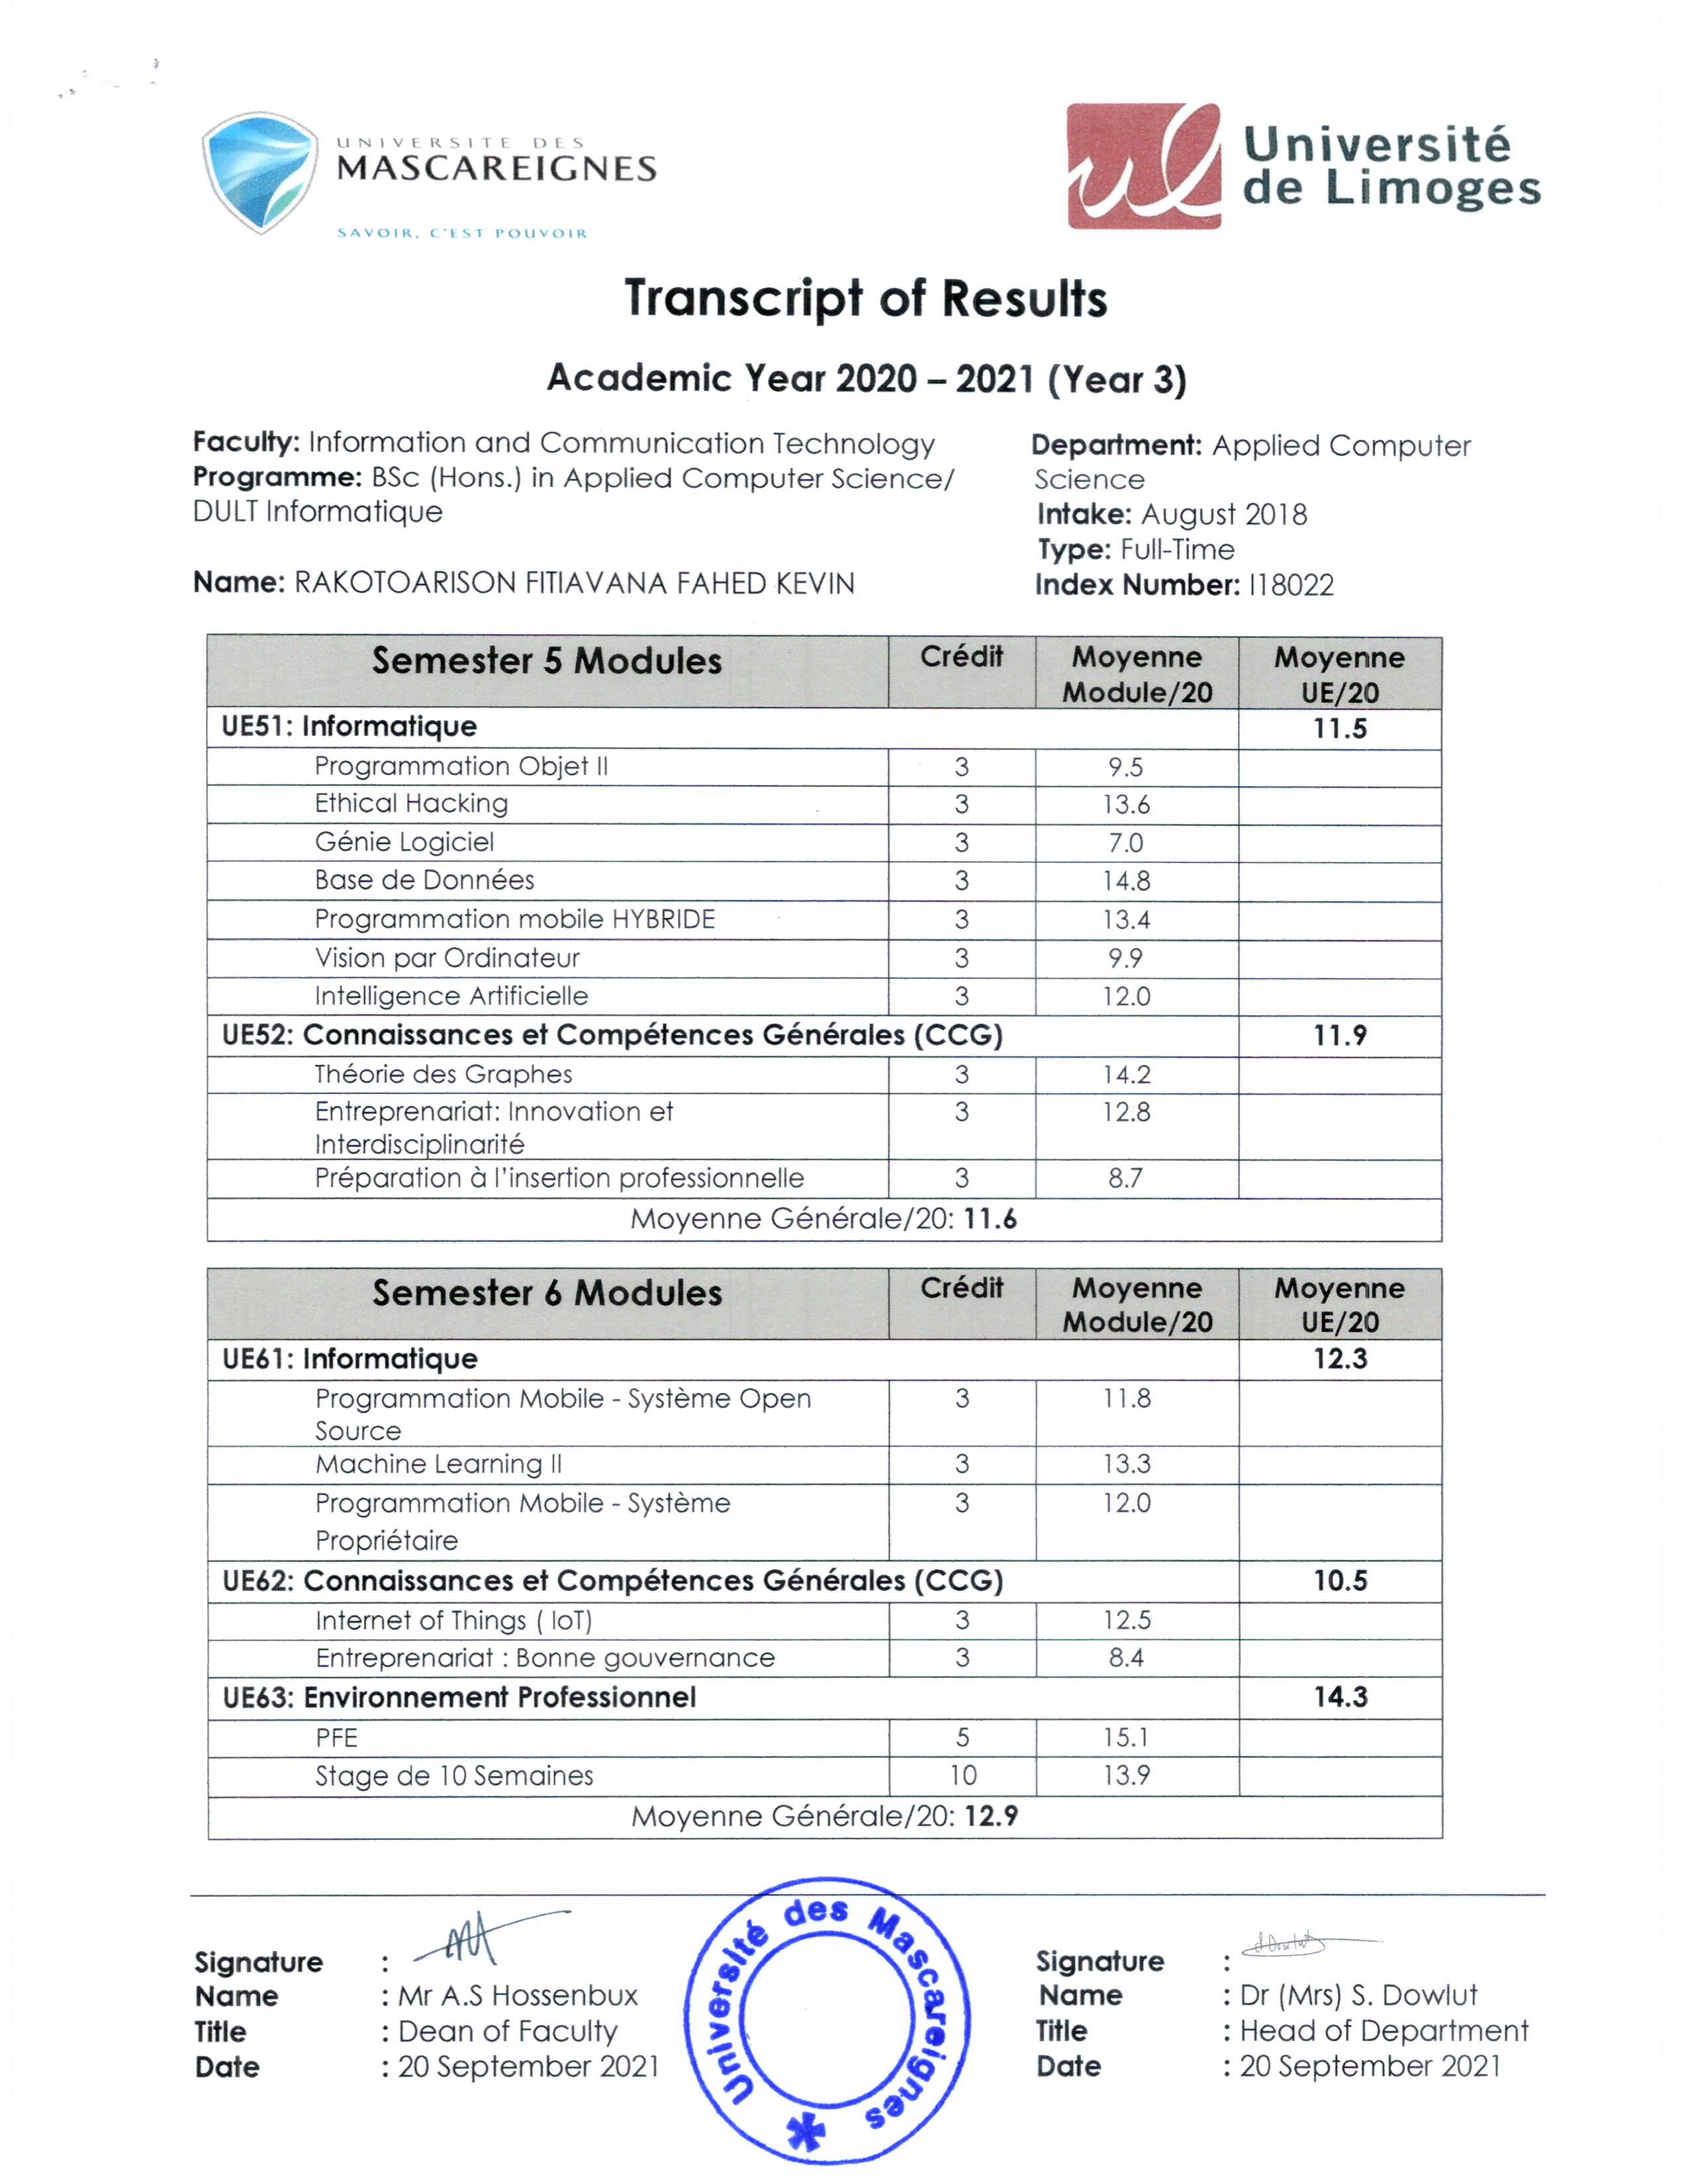 UNIVERSITE DES
MASCAREIGNES
SAVOIR, C'EST POUVOIR
Université
de Limoges
Transcript of Results
Academic Year 2020 – 2021 (Year 3)
Faculty: Information and Communication Technology
Programme: BSc (Hons.) in Applied Computer Science/
DULT Informatique
Name: RAKOTOARISON FITIAVANA FAHED KEVIN
Department: Applied Computer
Science
Intake: August 2018
Type: Full-Time
Index Number: I18022
Semester 5 Modules Crédit Moyenne Module/20 Moyenne UE/20
UE51: Informatique 11.5
Programmation Objet II 3 9.5
Ethical Hacking 3 13.6
Génie Logiciel 3 7.0
Base de Données 3 14.8
Programmation mobile HYBRIDE 3 13.4
Vision par Ordinateur 3 9.9
Intelligence Artificielle 3 12.0
UE52: Connaissances et Compétences Générales (CCG) 11.9
Théorie des Graphes 3 14.2
Entreprenariat: Innovation et 3 12.8
Interdisciplinarité
Préparation à l'insertion professionnelle 3 8.7
Moyenne Générale/20: 11.6
Semester 6 Modules Crédit Moyenne Module/20 Moyenne UE/20
UE61: Informatique 12.3
Programmation Mobile - Système Open 3 11.8
Source
Machine Learning II 3 13.3
Programmation Mobile - Système 3 12.0
Propriétaire
UE62: Connaissances et Compétences Générales (CCG) 10.5
Internet of Things ( IoT) 3 12.5
Entreprenariat : Bonne gouvernance 3 8.4
UE63: Environnement Professionnel 14.3
PFE 5 15.1
Stage de 10 Semaines 10 13.9
Moyenne Générale/20: 12.9
Signature :
Name : Mr A.S Hossenbux
Title : Dean of Faculty
Date : 20 September 2021
Université des Mascareignes *
Signature : S Dowlut
Name : Dr (Mrs) S. Dowlut
Title : Head of Department
Date : 20 September 2021